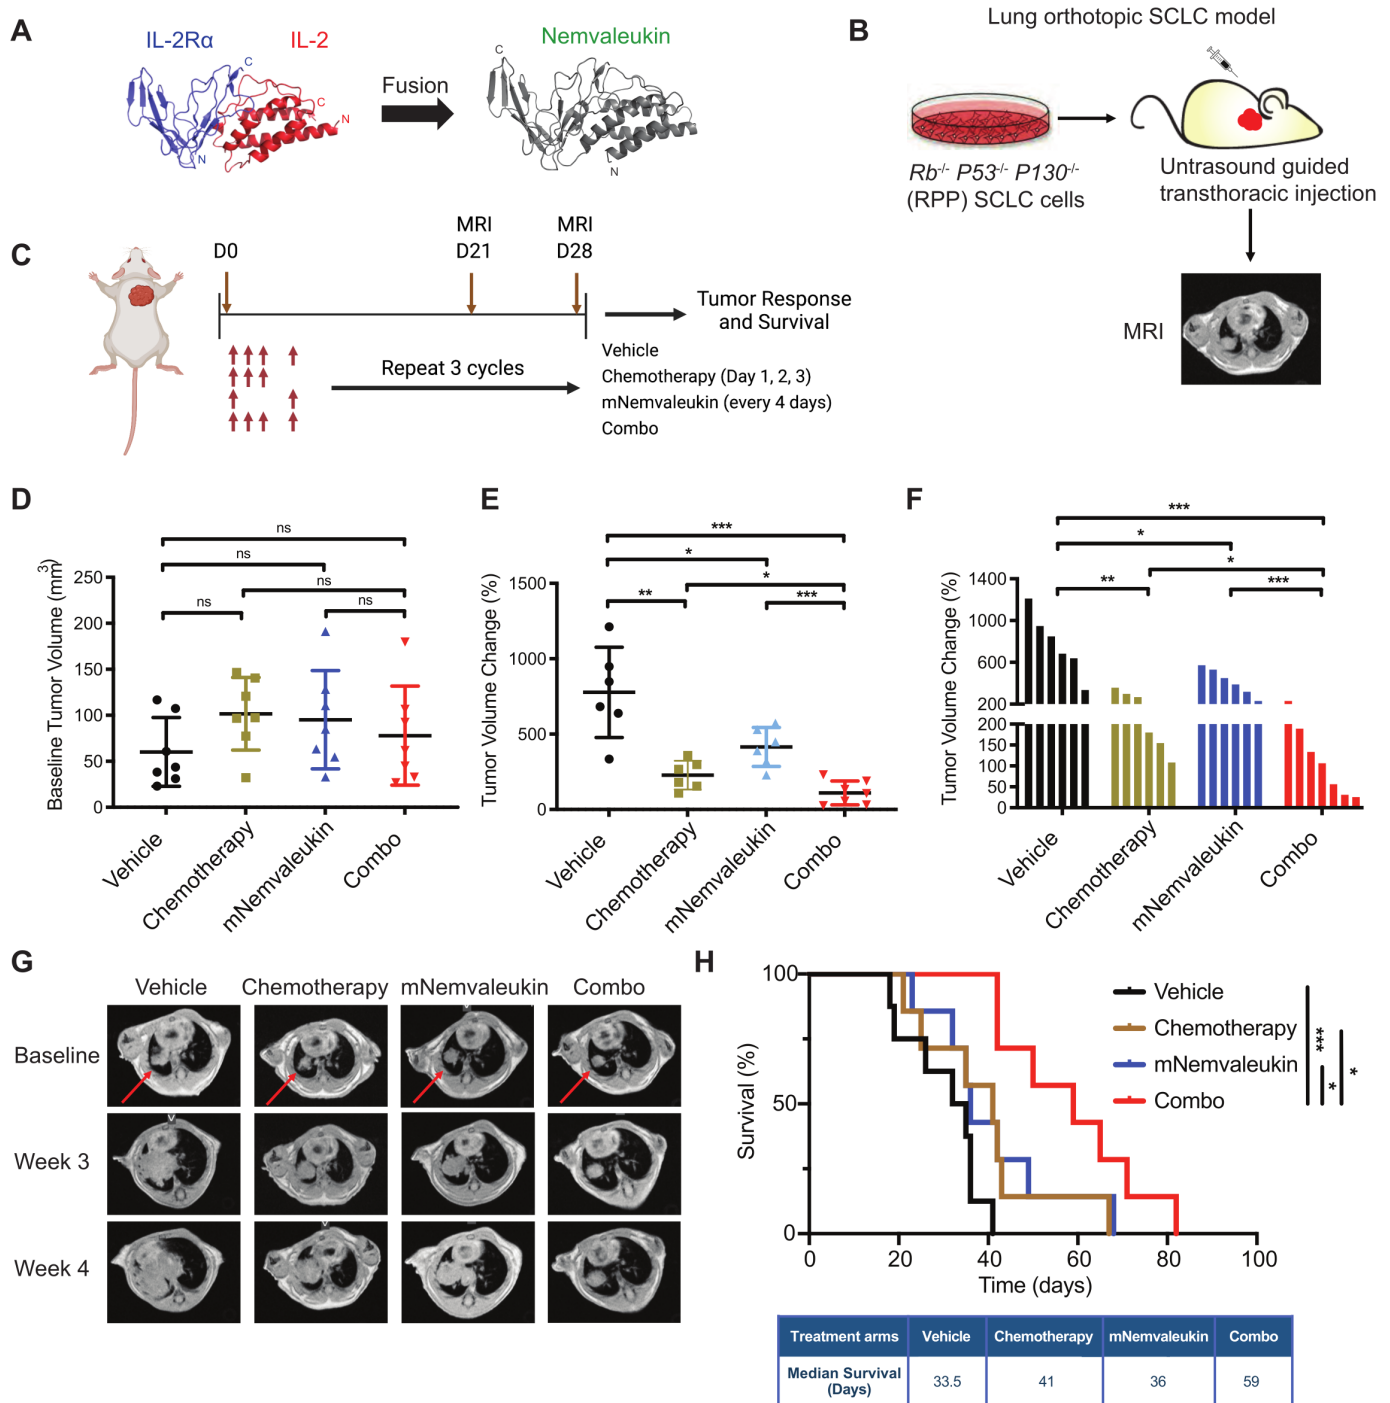 A
IL-2Rα
IL-2
C
C
N
N
Fusion
Nemvaleukin
C
N
B
Lung orthotopic SCLC model
Rb-/- P53-/- P130-/-
(RPP) SCLC cells
Untrasound guided
transthoracic injection
MRI
C
D0
MRI
D21
MRI
D28
Tumor Response
and Survival
Repeat 3 cycles
Vehicle
Chemotherapy (Day 1, 2, 3)
mNemvaleukin (every 4 days)
Combo
D
Baseline Tumor Volume (mm3)
250
200
150
100
50
0
ns
ns
ns
ns
ns
Vehicle
Chemotherapy
mNemvaleukin
Combo
E
Tumor Volume Change (%)
1500
1000
500
0
***
*
*
**
***
Vehicle
Chemotherapy
mNemvaleukin
Combo
F
Tumor Volume Change (%)
1400
1000
600
200
200
150
100
50
0
***
*
*
**
***
Vehicle
Chemotherapy
mNemvaleukin
Combo
G
Vehicle Chemotherapy mNemvaleukin Combo
Baseline
Week 3
Week 4
H
Survival (%)
100
50
0
0 20 40 60 80 100
Time (days)
Vehicle
Chemotherapy
mNemvaleukin
Combo
***
*
*
Treatment arms Vehicle Chemotherapy mNemvaleukin Combo
Median Survival
(Days)
33.5 41 36 59